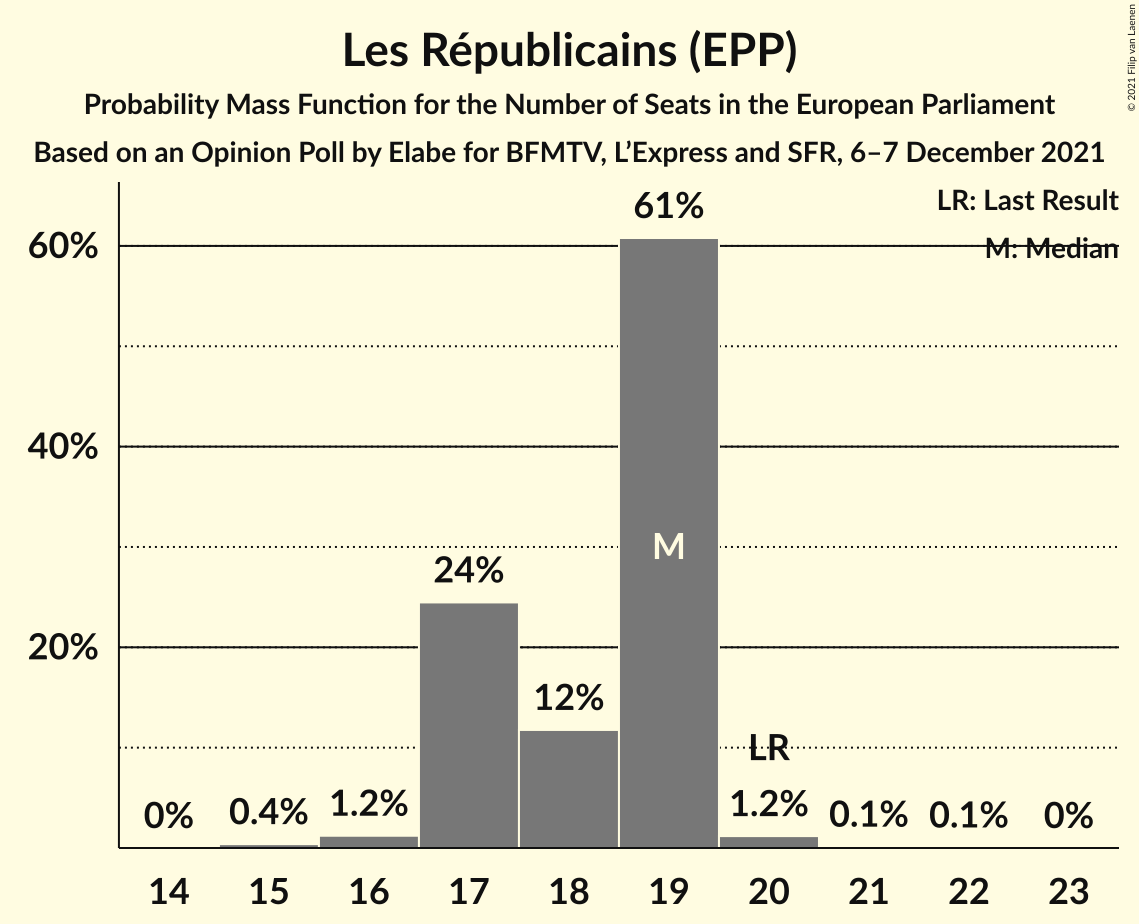 Les Républicains (EPP)
Probability Mass Function for the Number of Seats in the European Parliament
Based on an Opinion Poll by Elabe for BFMTV, L’Express and SFR, 6–7 December 2021
© 2021 Filip van Laenen
LR: Last Result
M: Median
60%
40%
20%
0%
0.4%
1.2%
24%
12%
61%
M
LR
1.2%
0.1%
0.1%
0%
14 15 16 17 18 19 20 21 22 23